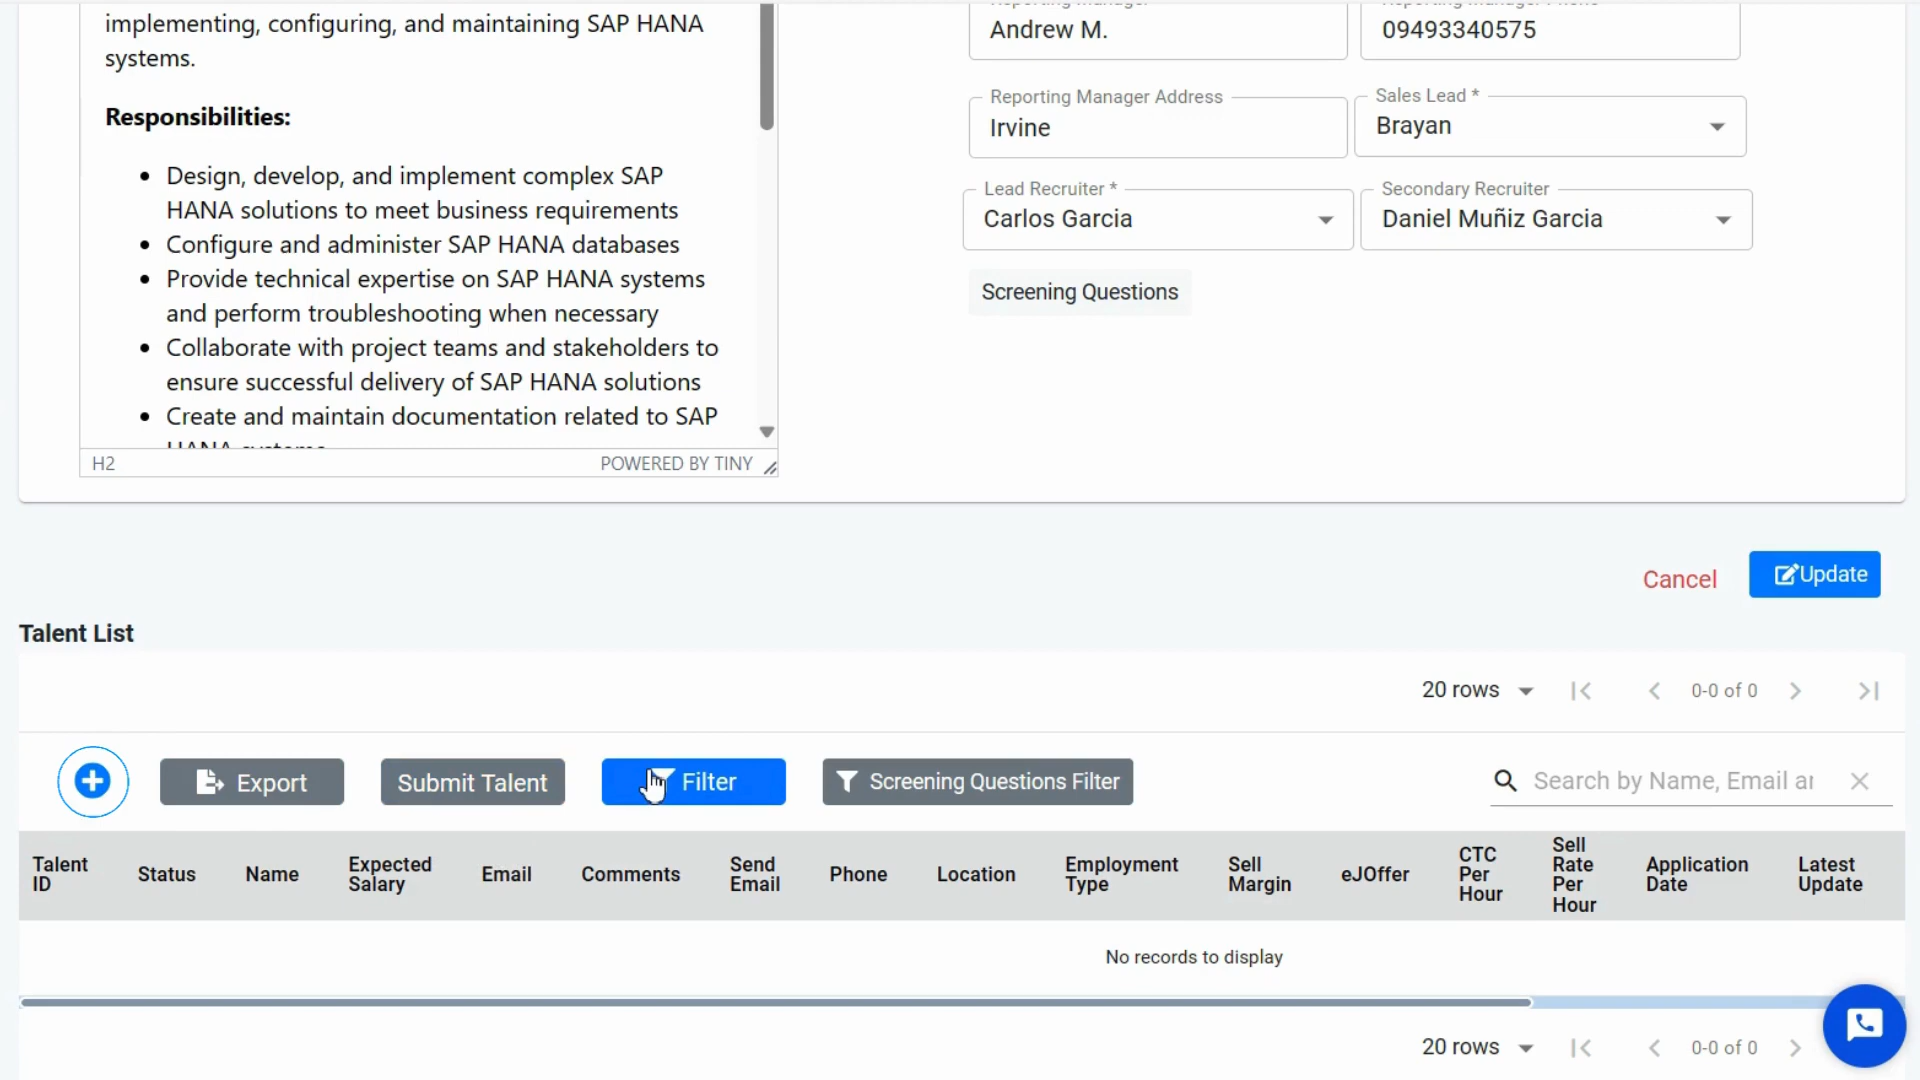 implementing, configuring, and maintaining SAP HANA
systems.
Responsibilities:
Design, develop, and implement complex SAP
HANA solutions to meet business requirements
Configure and administer SAP HANA databases
Provide technical expertise on SAP HANA systems
and perform troubleshooting when necessary
Collaborate with project teams and stakeholders to
ensure successful delivery of SAP HANA solutions
Create and maintain documentation related to SAP
H2
POWERED BY TINY
Andrew M.
09493340575
Reporting Manager Address
Irvine
Sales Lead *
Brayan
Lead Recruiter *
Carlos Garcia
Secondary Recruiter
Daniel Muñiz Garcia
Screening Questions
Cancel
Update
Talent List
20 rows
0-0 of 0
Export
Submit Talent
Filter
Screening Questions Filter
Search by Name, Email ar
Talent
ID
Status
Name
Expected
Salary
Email
Comments
Send
Email
Phone
Location
Employment
Type
Sell
Margin
eJOffer
CTC
Per
Hour
Sell
Rate
Per
Hour
Application
Date
Latest
Update
No records to display
20 rows
0-0 of 0